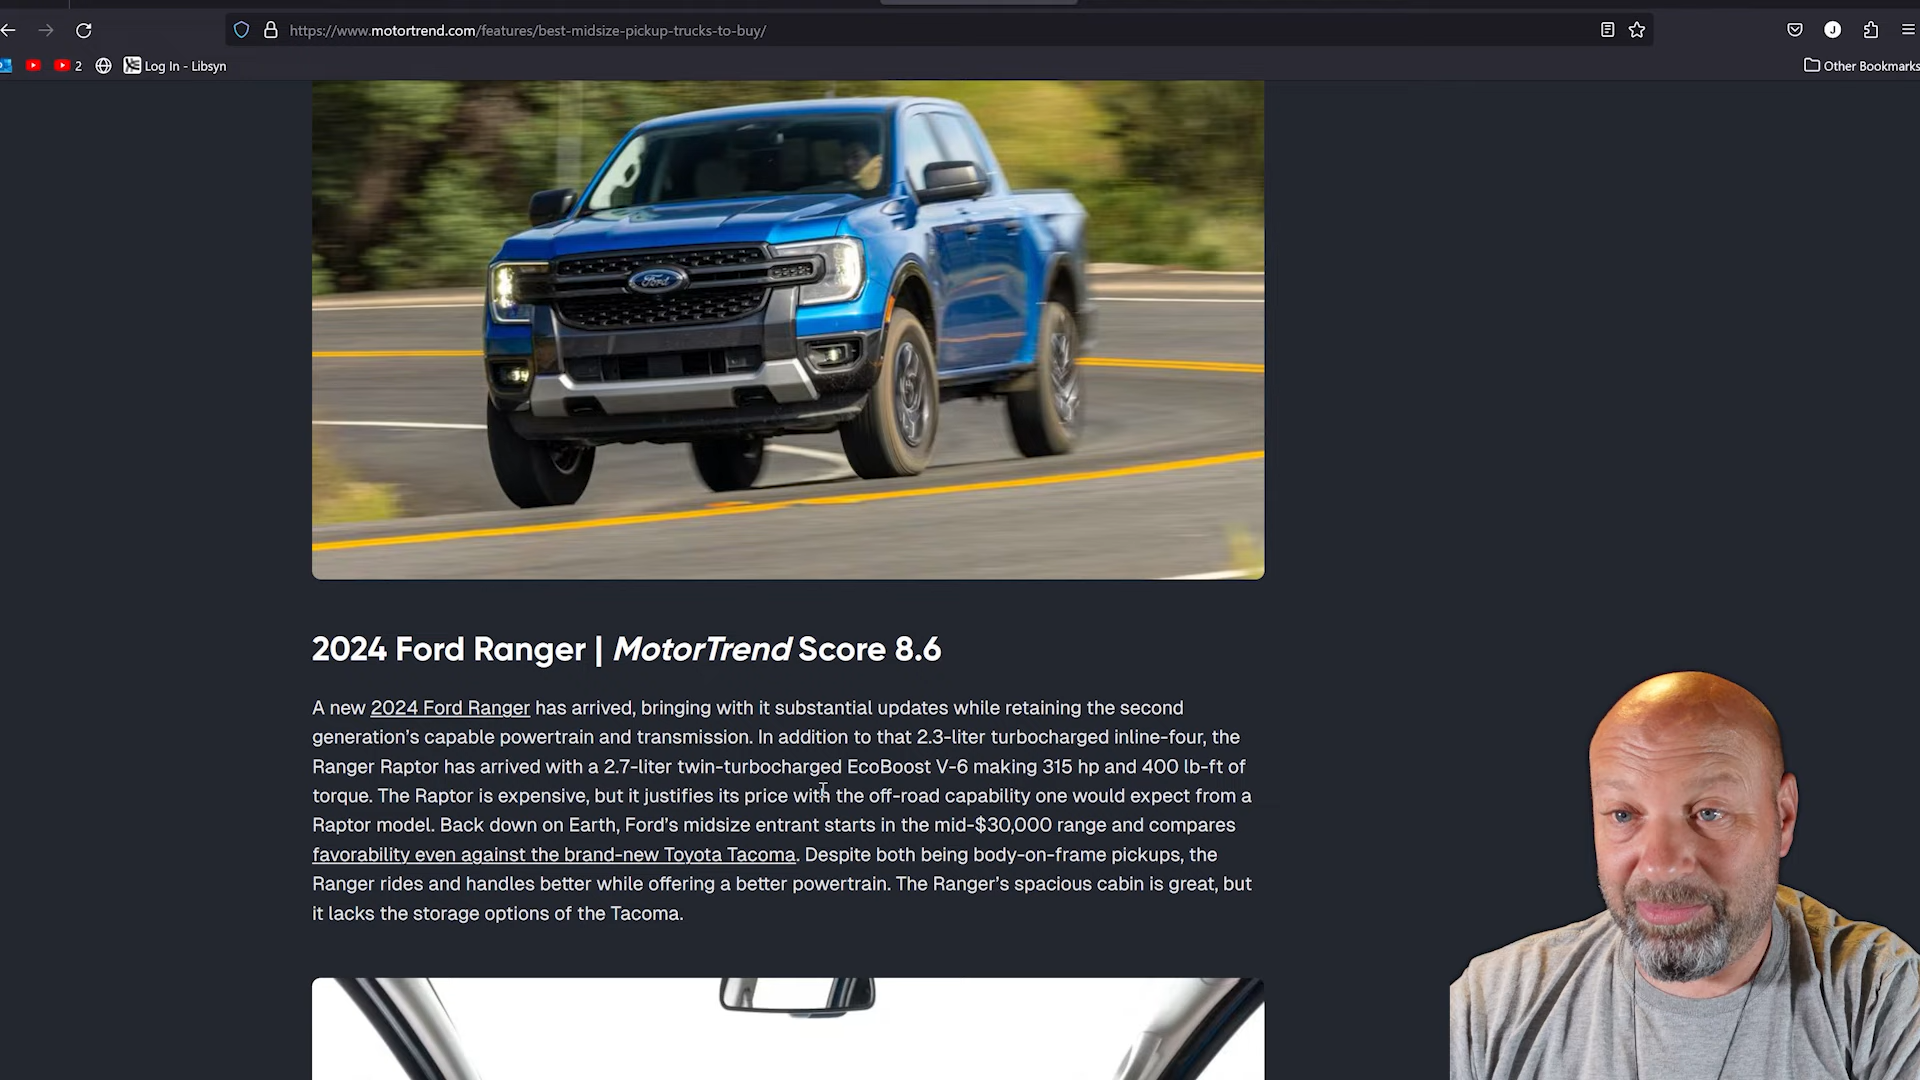 https://www.motortrend.com/features/best-midsize-pickup-trucks-to-buy/
J
2
Log In - Libsyn
Other Bookmarks
Ford
2024 Ford Ranger | MotorTrend Score 8.6
A new 2024 Ford Ranger has arrived, bringing with it substantial updates while retaining the second
generation’s capable powertrain and transmission. In addition to that 2.3-liter turbocharged inline-four, the
Ranger Raptor has arrived with a 2.7-liter twin-turbocharged EcoBoost V-6 making 315 hp and 400 lb-ft of
torque. The Raptor is expensive, but it justifies its price with the off-road capability one would expect from a
Raptor model. Back down on Earth, Ford’s midsize entrant starts in the mid-$30,000 range and compares
favorability even against the brand-new Toyota Tacoma. Despite both being body-on-frame pickups, the
Ranger rides and handles better while offering a better powertrain. The Ranger’s spacious cabin is great, but
it lacks the storage options of the Tacoma.